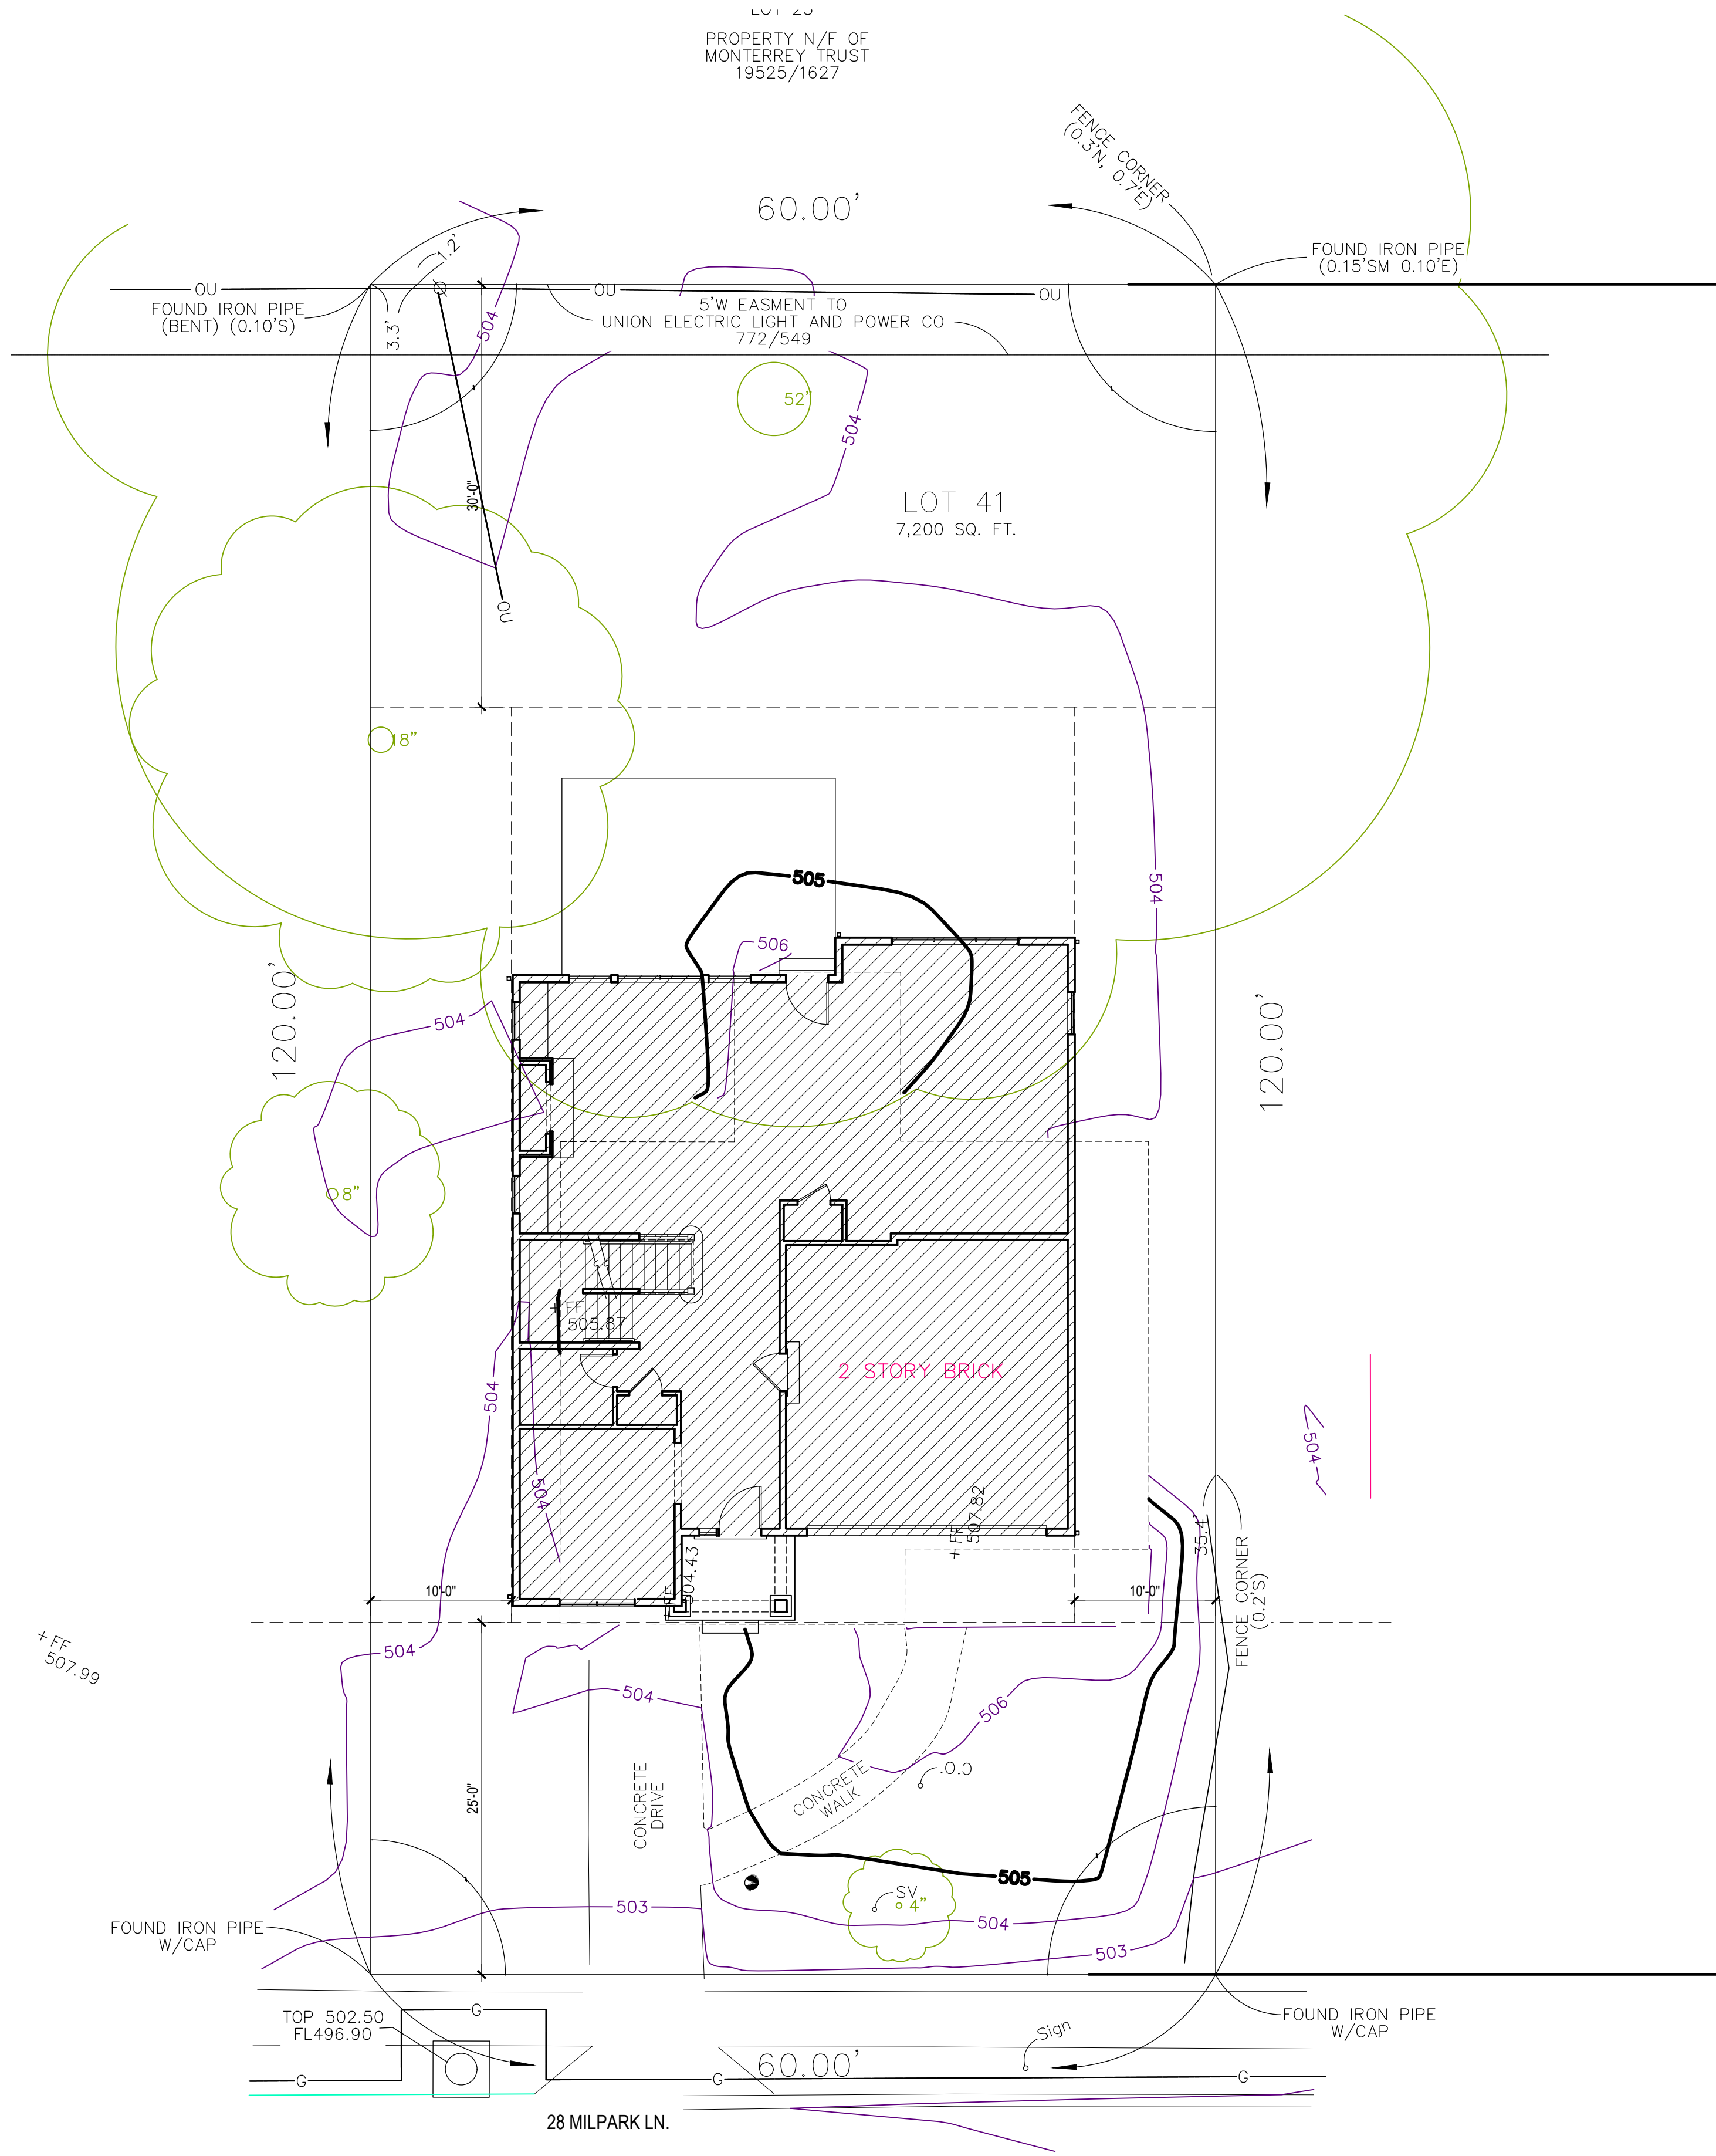 PROPERTY N/F OF
MONTERREY TRUST
19525/1627
FENCE CORNER
(0.3'N, 0.7'E)
60.00'
1.2'
FOUND IRON PIPE
(0.15'SM 0.10'E)
OU
OU
OU
FOUND IRON PIPE
(BENT) (0.10'S)
3.3'
504
5'W EASMENT TO
UNION ELECTRIC LIGHT AND POWER CO
772/549
52"
504
30'-0"
LOT 41
7,200 SQ. FT.
OU
18"
505
504
506
120.00'
120.00'
504
8"
+ FF
505.87
2 STORY BRICK
504
504
504
+ FF
507.82
35.4'
FENCE CORNER
(0.2'S)
FF
504.43
10'-0"
10'-0"
+ FF
507.99
504
504
506
CONCRETE
DRIVE
CONCRETE
WALK
C.O.
25'-0"
505
SV
4"
503
504
503
FOUND IRON PIPE
W/CAP
G
TOP 502.50
FL496.90
FOUND IRON PIPE
W/CAP
Sign
60.00'
G
G
G
28 MILPARK LN.